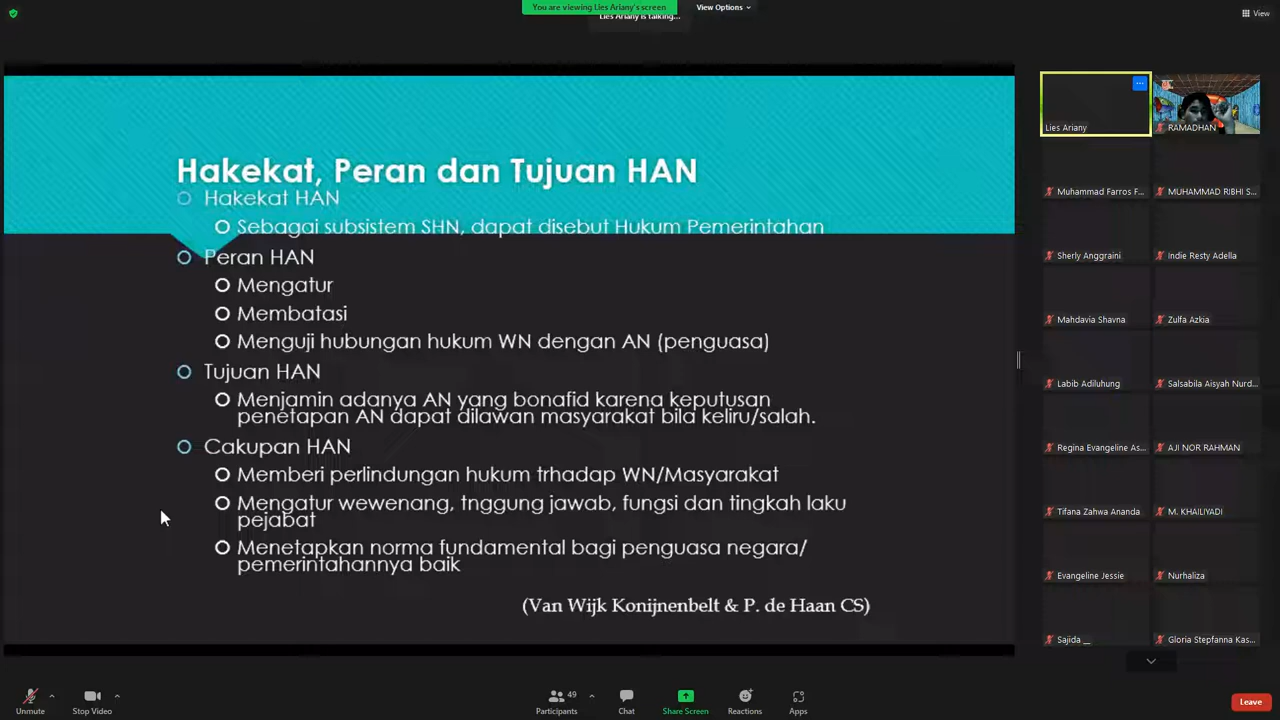 You are viewing Lies Ariany's screen
View Options
Lies Ariany is talking...
View
Hakekat, Peran dan Tujuan HAN
Hakekat HAN
Sebagai subsistem SHN, dapat disebut Hukum Pemerintahan
Peran HAN
Mengatur
Membatasi
Menguji hubungan hukum WN dengan AN (penguasa)
Tujuan HAN
Menjamin adanya AN yang bonafid karena keputusan
penetapan AN dapat dilawan masyarakat bila keliru/salah.
Cakupan HAN
Memberi perlindungan hukum trhadap WN/Masyarakat
Mengatur wewenang, tnggung jawab, fungsi dan tingkah laku
pejabat
Menetapkan norma fundamental bagi penguasa negara/
pemerintahannya baik
(Van Wijk Konijnenbelt & P. de Haan CS)
Lies Ariany
RAMADHAN
Muhammad Farros F...
MUHAMMAD RIBHI S...
Sherly Anggraini
Indie Resty Adella
Mahdavia Shavna
Zulfa Azkia
Labib Adiluhung
Salsabila Aisyah Nurd...
Regina Evangeline As...
AJI NOR RAHMAN
Tifana Zahwa Ananda
M. KHAILIYADI
Evangeline Jessie
Nurhaliza
Sajida __
Gloria Stepfanna Kas...
Unmute
Stop Video
49
Participants
Chat
Share Screen
Reactions
Apps
Leave